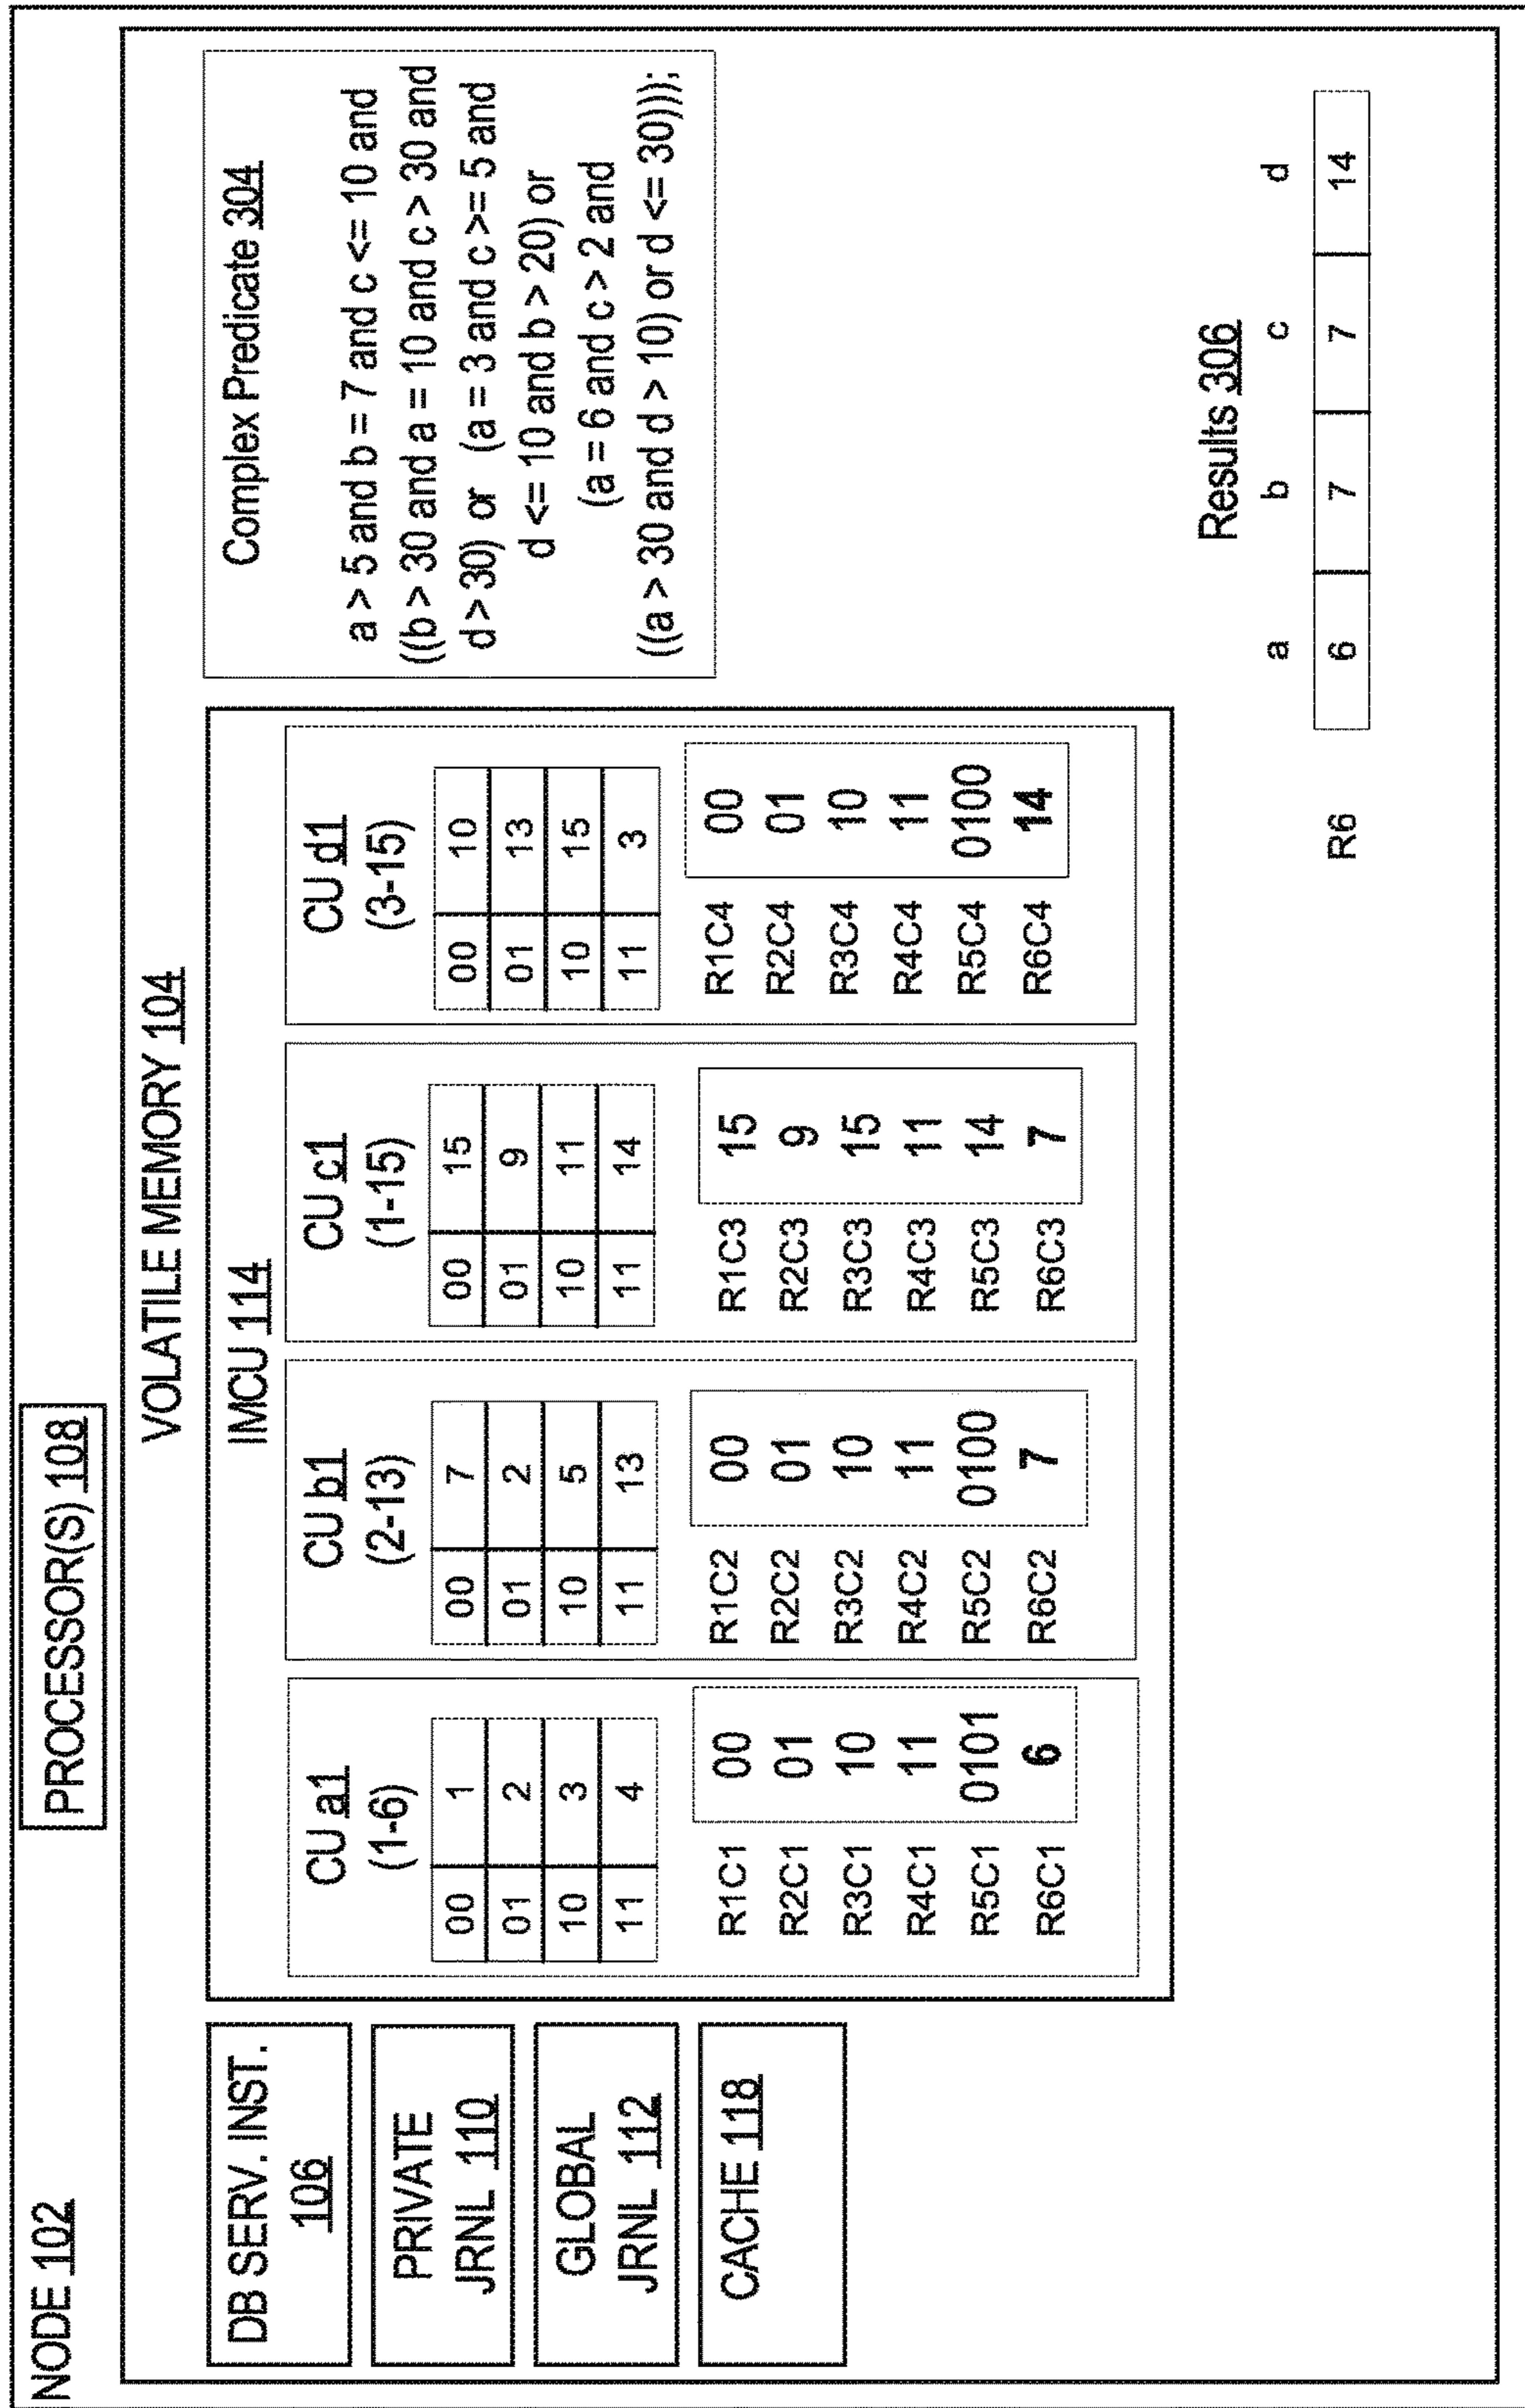 NODE 102
PROCESSOR(S) 108
VOLATILE MEMORY 104
DB SERV. INST.
106
PRIVATE
JRNL 110
GLOBAL
JRNL 112
CACHE 118
IMCU 114
CU a1
(1-6)
00 1
01 2
10 3
11 4
R1C1 00
R2C1 01
R3C1 10
R4C1 11
R5C1 0101
R6C1 6
CU b1
(2-13)
00 7
01 2
10 5
11 13
R1C2 00
R2C2 01
R3C2 10
R4C2 11
R5C2 0100
R6C2 7
CU c1
(1-15)
00 15
01 9
10 11
11 14
R1C3 15
R2C3 9
R3C3 15
R4C3 11
R5C3 14
R6C3 7
CU d1
(3-15)
00 10
01 13
10 15
11 3
R1C4 00
R2C4 01
R3C4 10
R4C4 11
R5C4 0100
R6C4 14
Complex Predicate 304
a > 5 and b = 7 and c <= 10 and
((b > 30 and a = 10 and c > 30 and
d > 30) or (a = 3 and c >= 5 and
d <= 10 and b > 20) or
(a = 6 and c > 2 and
((a > 30 and d > 10) or d <= 30)));
Results 306
a b c d
R6 6 7 7 14